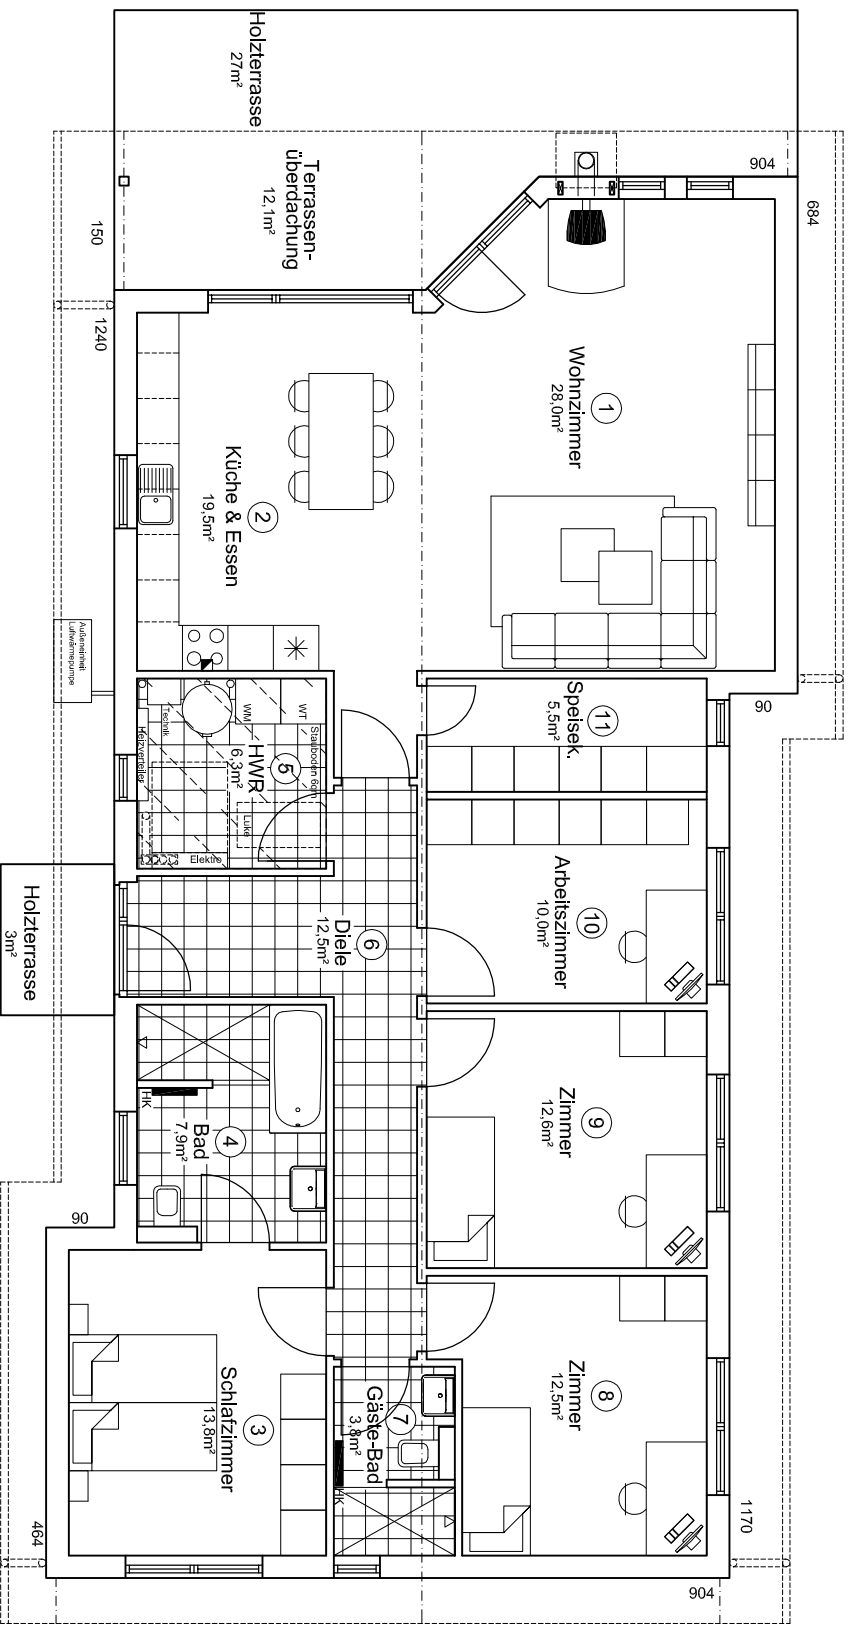 Holzterrasse
27m²
Terrassen-
überdachung
12,1m²
904
684
150
1240
1
Wohnzimmer
28,0m²
2
Küche & Essen
19,5m²
Außeneinheit
Luftwärmepumpe
90
11
Speisek.
5,5m²
5
HWR
6,3m²
WT
WM
Technik
Heizverteiler
Stauboden 6qm
Luke
Elektro
10
Arbeitszimmer
10,0m²
6
Diele
12,5m²
Holzterrasse
3m²
9
Zimmer
12,6m²
4
Bad
7,9m²
HK
90
8
Zimmer
12,5m²
7
Gäste-Bad
3,8m²
HK
3
Schlafzimmer
13,8m²
1170
464
904